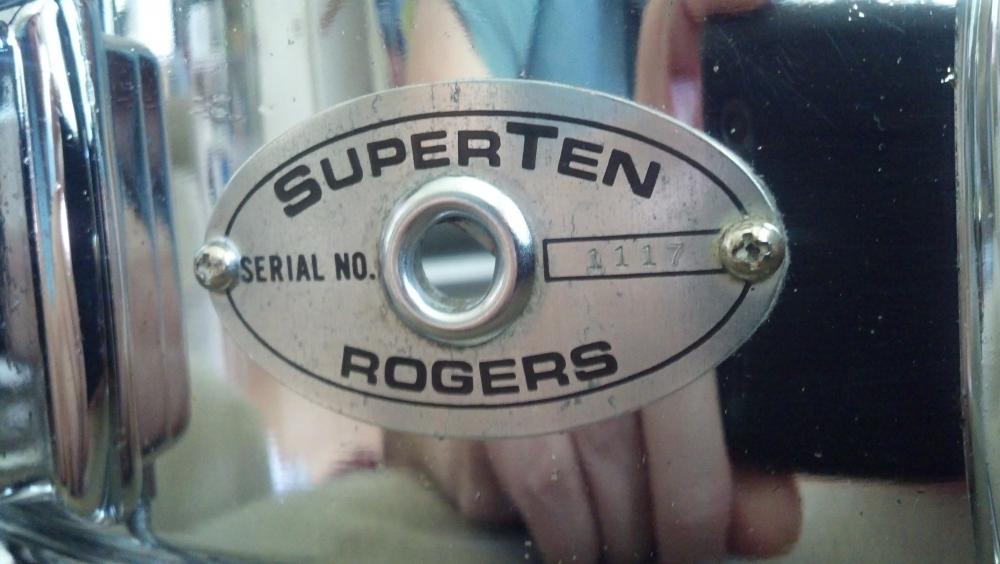 SUPERTEN
SERIAL NO. 1117
ROGERS